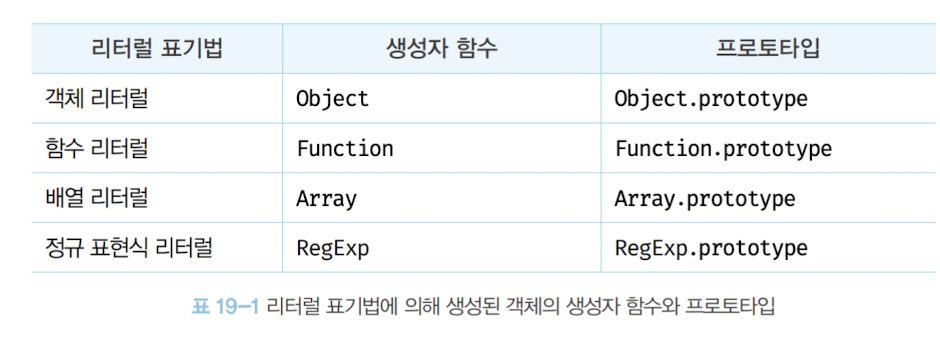 리터럴 표기법 생성자 함수 프로토타입
객체 리터럴 Object Object.prototype
함수 리터럴 Function Function.prototype
배열 리터럴 Array Array.prototype
정규 표현식 리터럴 RegExp RegExp.prototype
표 19-1 리터럴 표기법에 의해 생성된 객체의 생성자 함수와 프로토타입